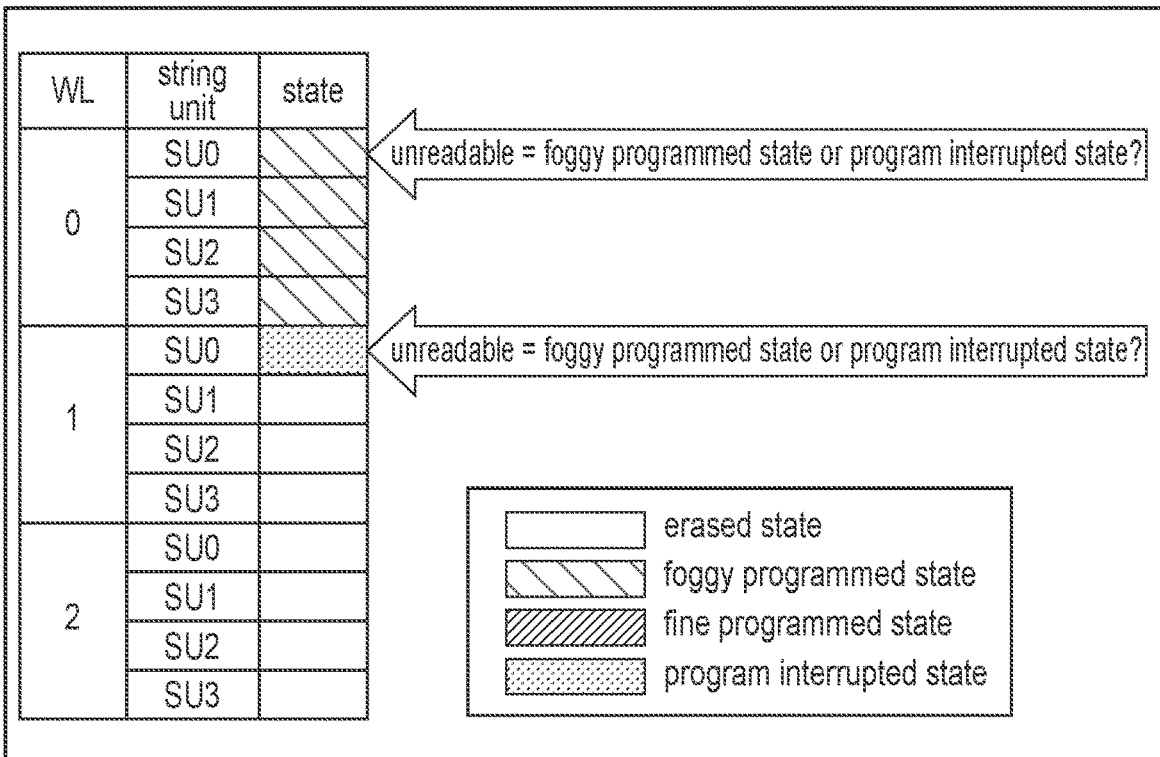 WL string unit state
0 SU0 unreadable = foggy programmed state or program interrupted state?
SU1
SU2
SU3
1 SU0 unreadable = foggy programmed state or program interrupted state?
SU1
SU2
SU3
2 SU0
SU1
SU2
SU3
erased state
foggy programmed state
fine programmed state
program interrupted state